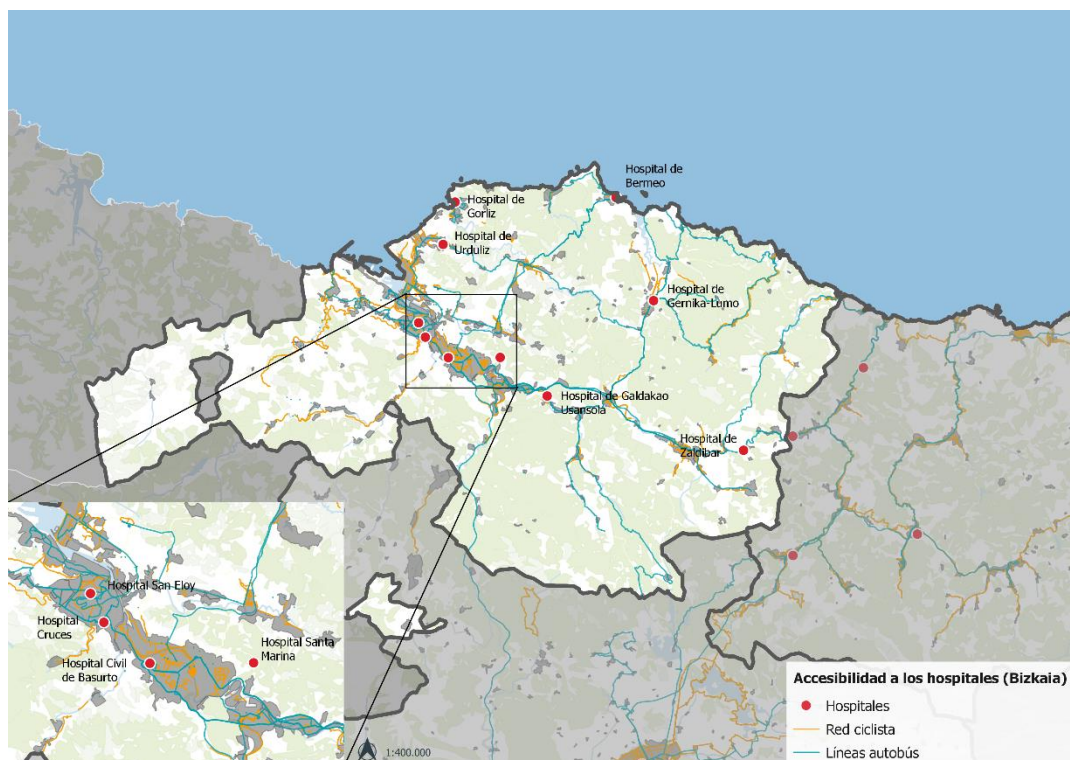 Hospital de
Bermeo
Hospital de
Gorliz
Hospital de
Urduliz
Hospital de
Gernika-Lumo
Hospital de Galdakao
Usansola
Hospital de
Zaldibar
Hospital San Eloy
Hospital
Cruces
Hospital Santa
Marina
Hospital Civil
de Basurto
Accesibilidad a los hospitales (Bizkaia)
Hospitales
Red ciclista
Líneas autobús
1:400.000